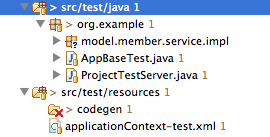 > src/test/java 1
> org.example 1
model.member.service.impl
> AppBaseTest.java 1
> ProjectTestServer.java 1
> src/test/resources 1
> codegen 1
applicationContext-test.xml 1